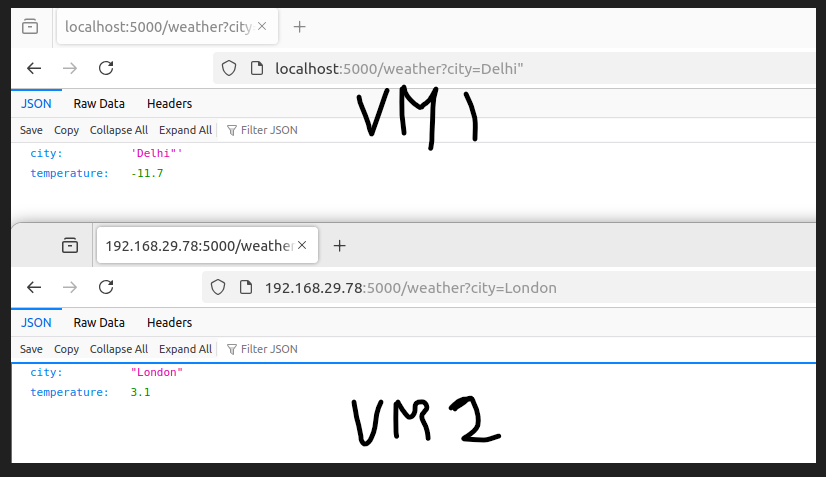 localhost:5000/weather?city
localhost:5000/weather?city=Delhi"
JSON Raw Data Headers
Save Copy Collapse All Expand All Filter JSON
city: 'Delhi"'
temperature: -11.7
VM 1
192.168.29.78:5000/weather
192.168.29.78:5000/weather?city=London
JSON Raw Data Headers
Save Copy Collapse All Expand All Filter JSON
city: "London"
temperature: 3.1
VM 2